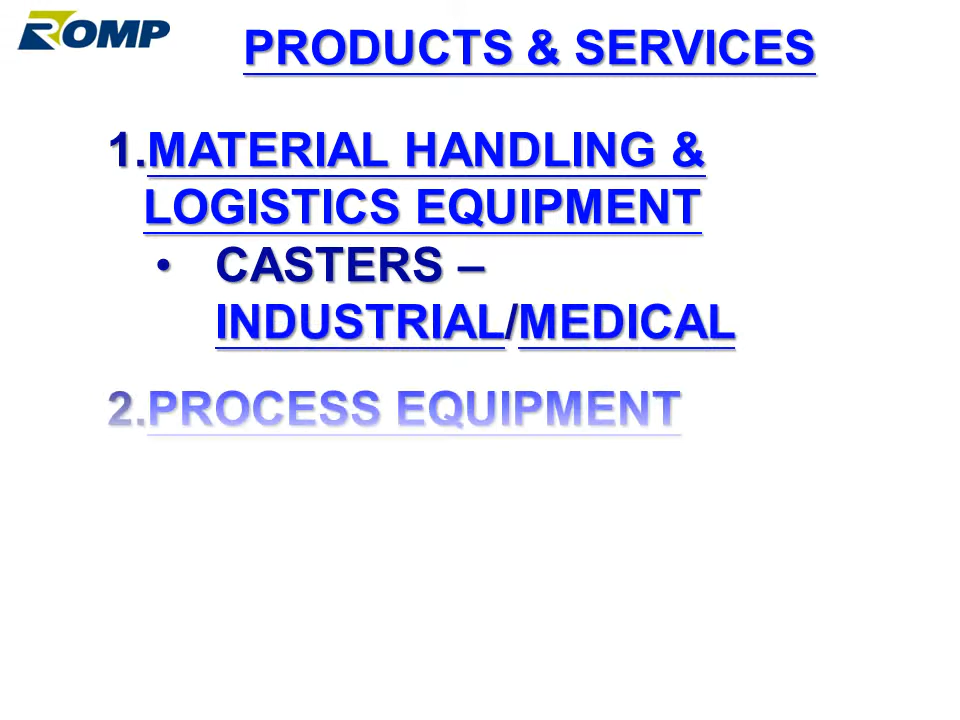 ROMP
PRODUCTS & SERVICES
1.MATERIAL HANDLING &
LOGISTICS EQUIPMENT
• CASTERS –
INDUSTRIAL/MEDICAL
2.PROCESS EQUIPMENT